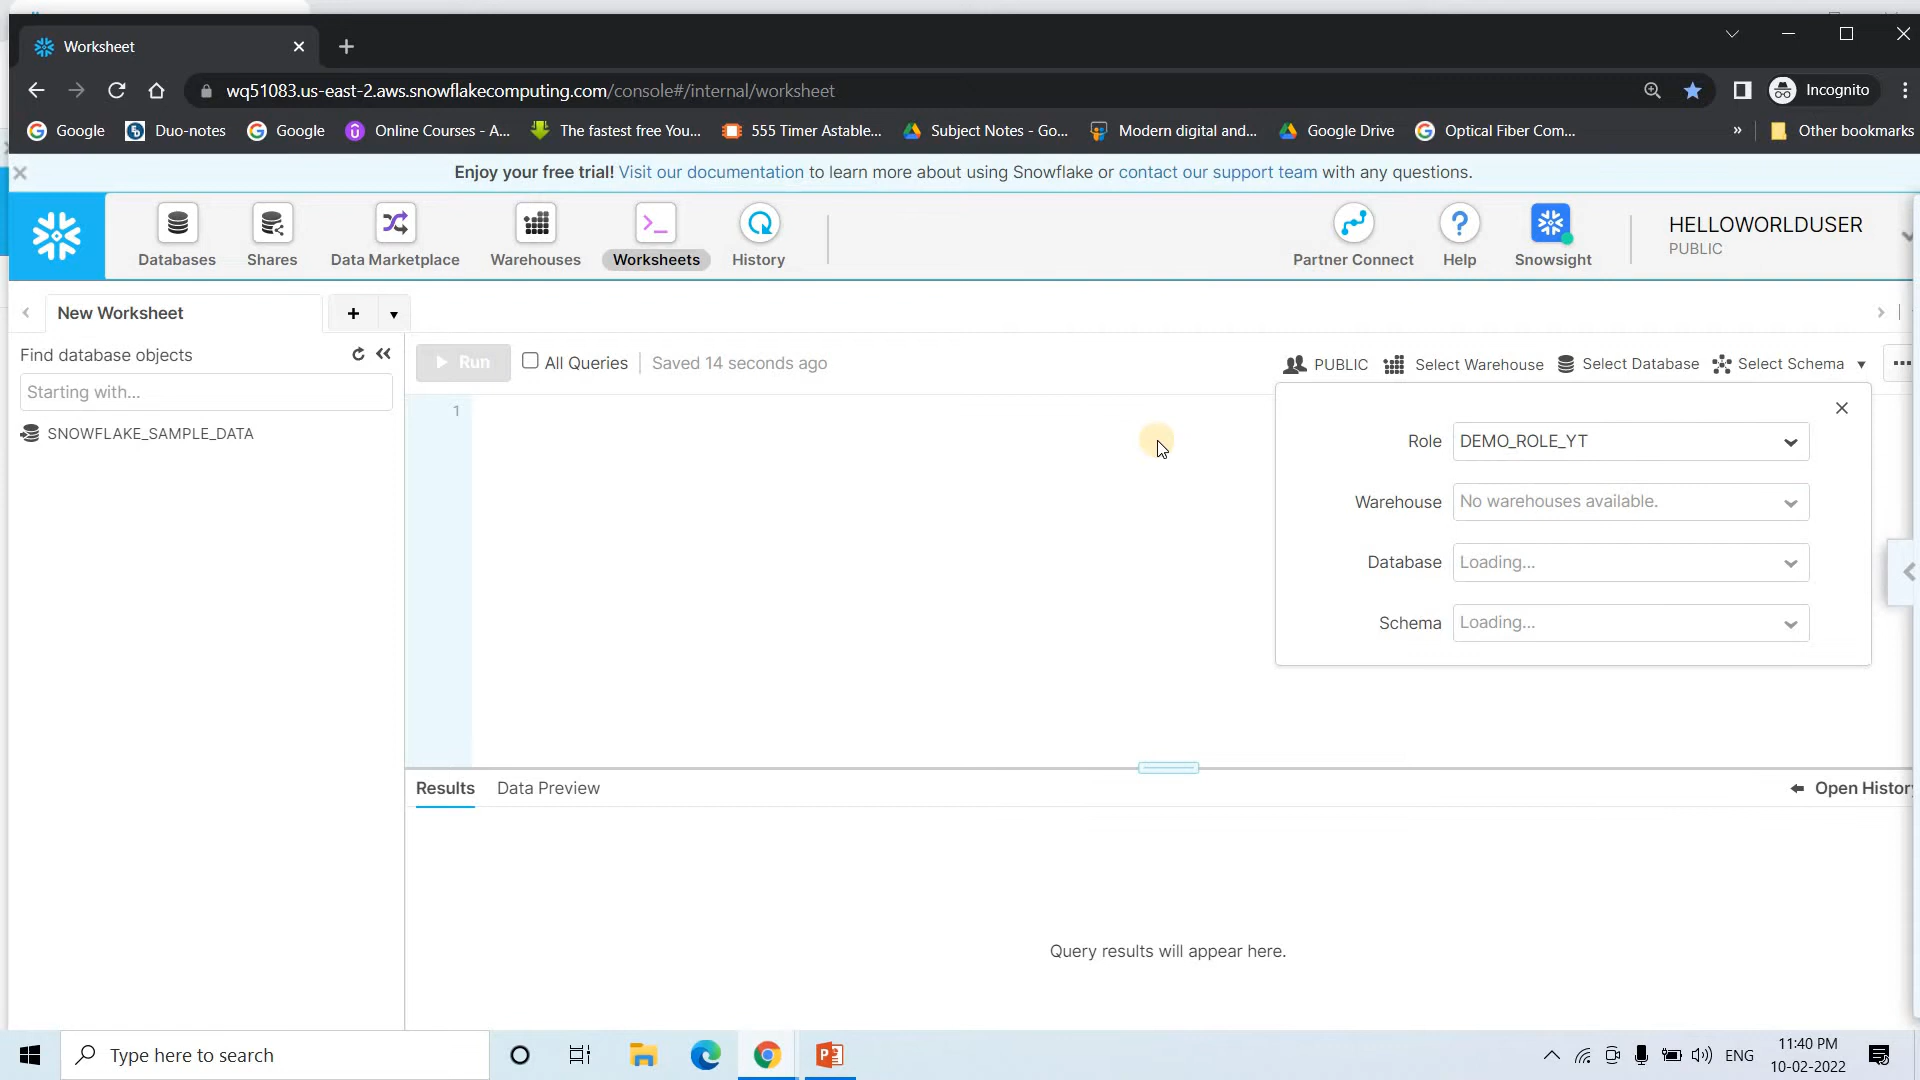 Worksheet
wq51083.us-east-2.aws.snowflakecomputing.com/console#/internal/worksheet
Incognito
Google
Duo-notes
Google
Online Courses - A...
The fastest free You...
555 Timer Astable...
Subject Notes - Go...
Modern digital and...
Google Drive
Optical Fiber Com...
»
Other bookmarks
Enjoy your free trial! Visit our documentation to learn more about using Snowflake or contact our support team with any questions.
Databases
Shares
Data Marketplace
Warehouses
Worksheets
History
Partner Connect
Help
Snowsight
HELLOWORLDUSER
PUBLIC
New Worksheet
Find database objects
Starting with...
SNOWFLAKE_SAMPLE_DATA
Run
All Queries
Saved 14 seconds ago
PUBLIC
Select Warehouse
Select Database
Select Schema
1
Role
DEMO_ROLE_YT
Warehouse
No warehouses available.
Database
Loading...
Schema
Loading...
Results
Data Preview
Open History
Query results will appear here.
Type here to search
ENG
11:40 PM
10-02-2022